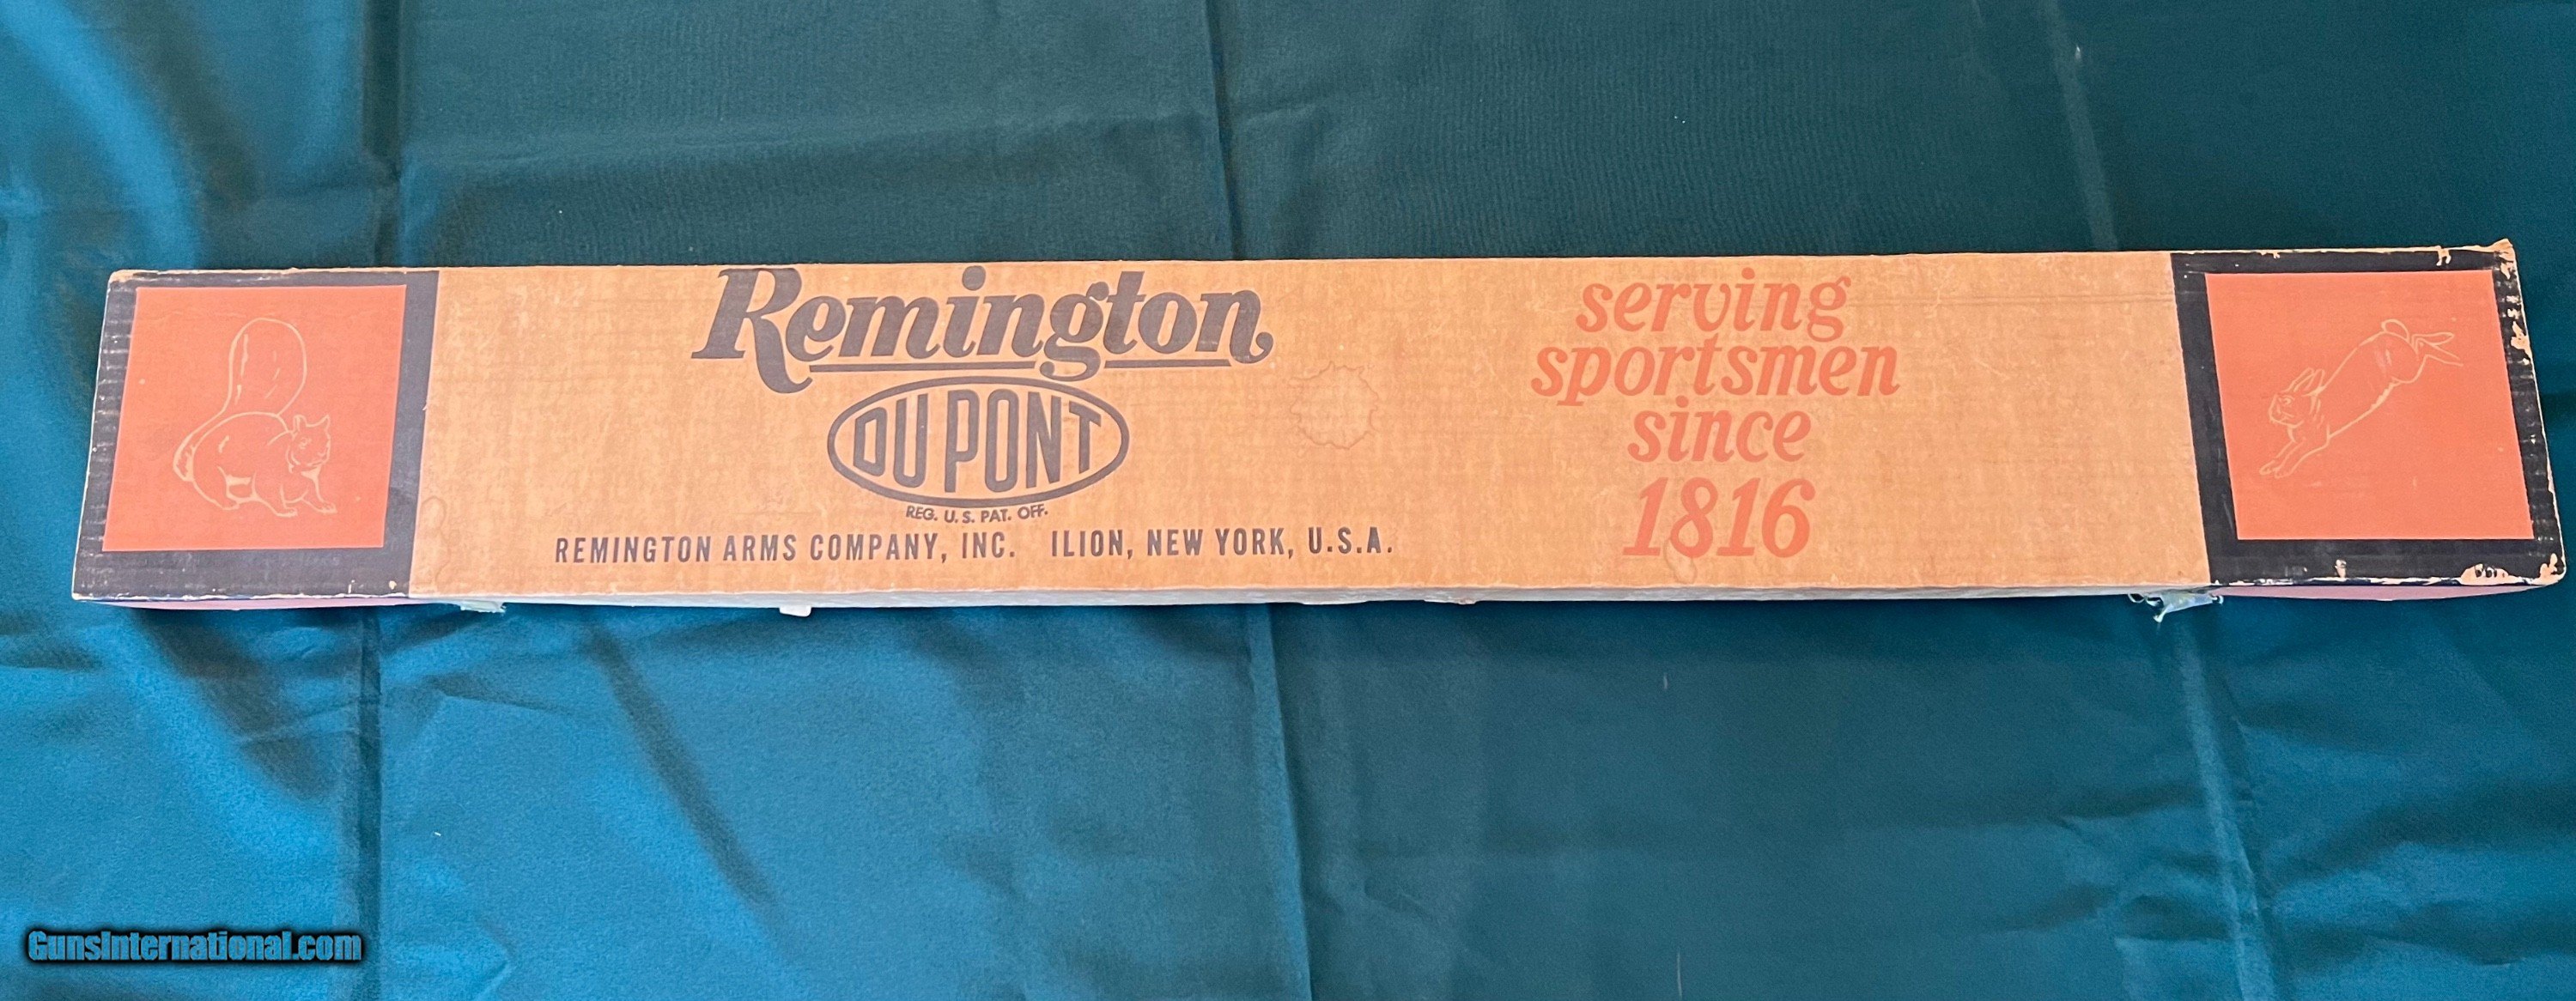 Remington
DU PONT
REG. U.S. PAT. OFF.
REMINGTON ARMS COMPANY, INC. ILION, NEW YORK, U.S.A.
serving
sportsmen
since
1816
GunsInternational.com